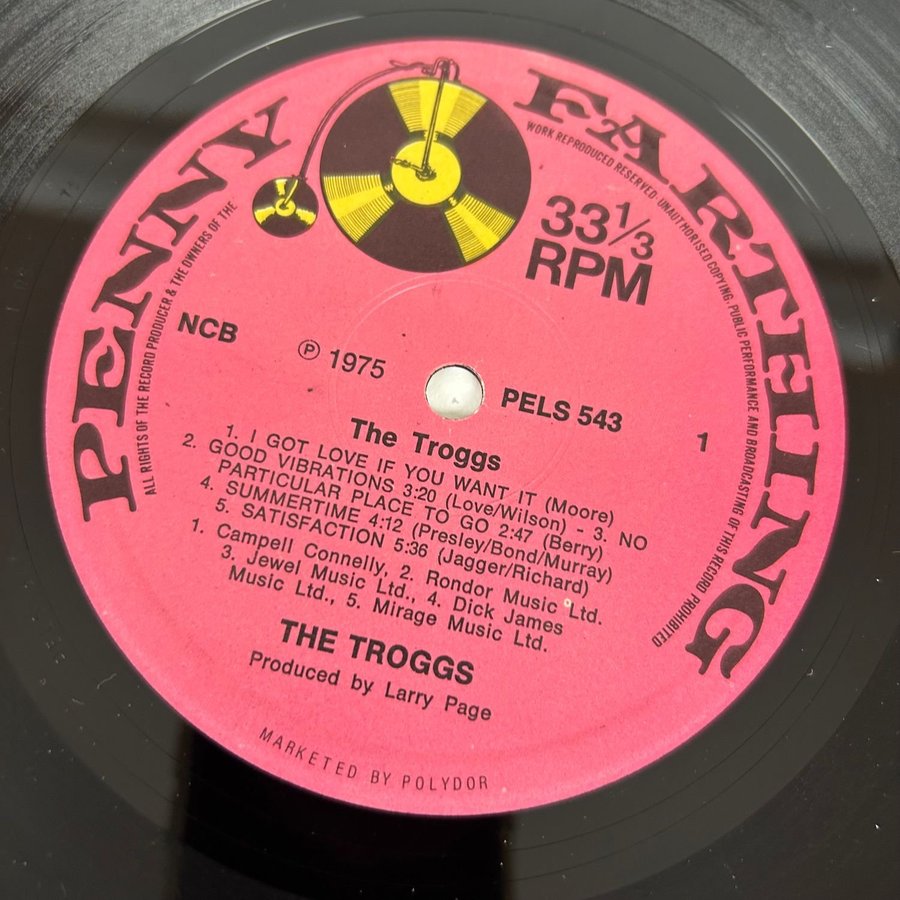 PENNY FARTHING
ALL RIGHTS OF THE RECORD PRODUCER & THE OWNERS OF THE
WORK REPRODUCED RESERVED · UNAUTHORISED COPYING, PUBLIC PERFORMANCE AND BROADCASTING OF THIS RECORD PROHIBITED
33 1/3
RPM
NCB
Ⓟ 1975
PELS 543
1
The Troggs
1. I GOT LOVE IF YOU WANT IT (Moore)
2. GOOD VIBRATIONS 3:20 (Love/Wilson) - 3. NO
PARTICULAR PLACE TO GO 2:47 (Berry)
4. SUMMERTIME 4:12 (Presley/Bond/Murray)
5. SATISFACTION 5:36 (Jagger/Richard)
1. Campell Connelly, 2. Rondor Music Ltd.
3. Jewel Music Ltd., 4. Dick James
Music Ltd., 5. Mirage Music Ltd.
THE TROGGS
Produced by Larry Page
MARKETED BY POLYDOR